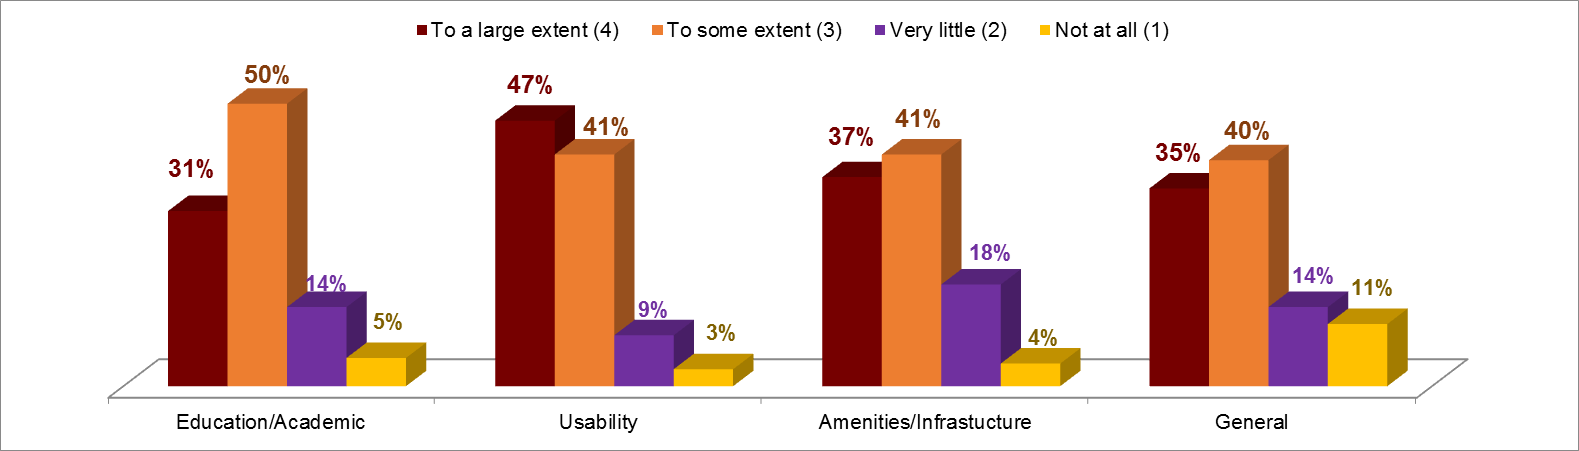 To a large extent (4) To some extent (3) Very little (2) Not at all (1)
31% 50% 14% 5%
47% 41% 9% 3%
37% 41% 18% 4%
35% 40% 14% 11%
Education/Academic Usability Amenities/Infrastucture General